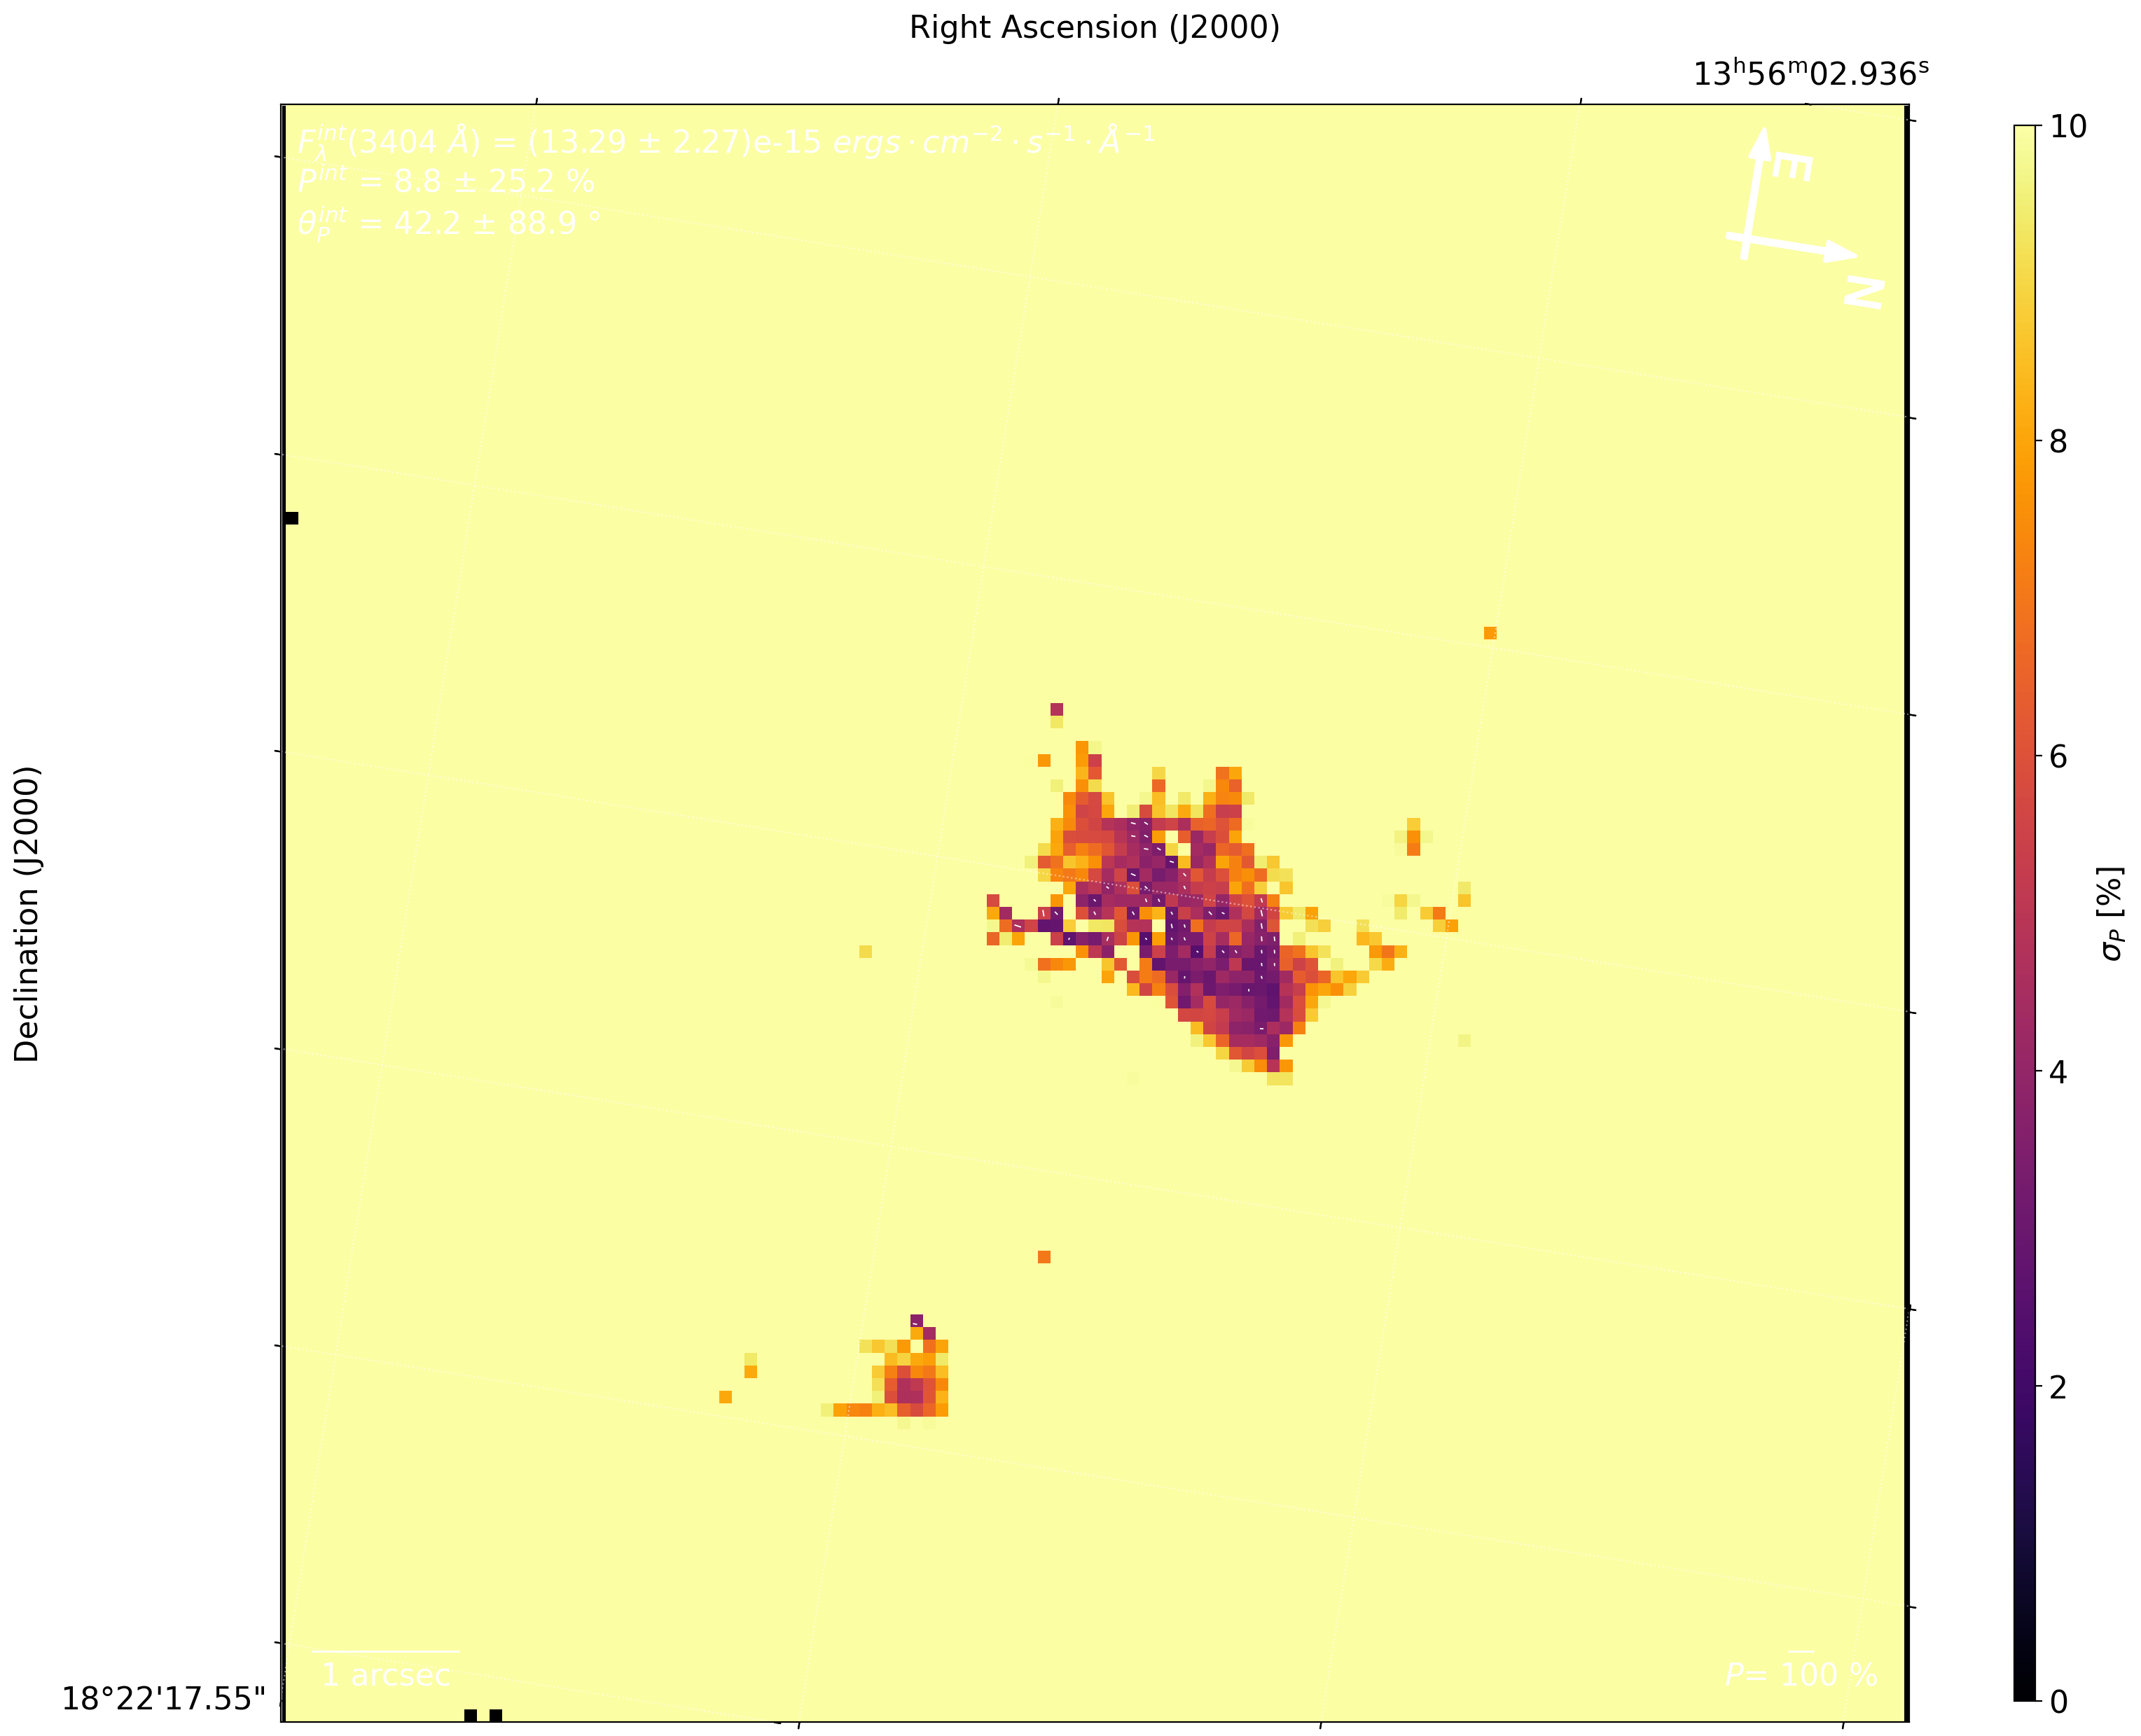 Right Ascension (J2000)
13ʰ56ᵐ02.936ˢ
F_λ^int(3404 Å) = (13.29 ± 2.27)e-15 ergs · cm⁻² · s⁻¹ · Å⁻¹
P^int = 8.8 ± 25.2 %
θ_P^int = 42.2 ± 88.9 °
E
N
10
8
6
4
2
0
σ_P [%]
Declination (J2000)
1 arcsec
P= 100 %
18°22'17.55"